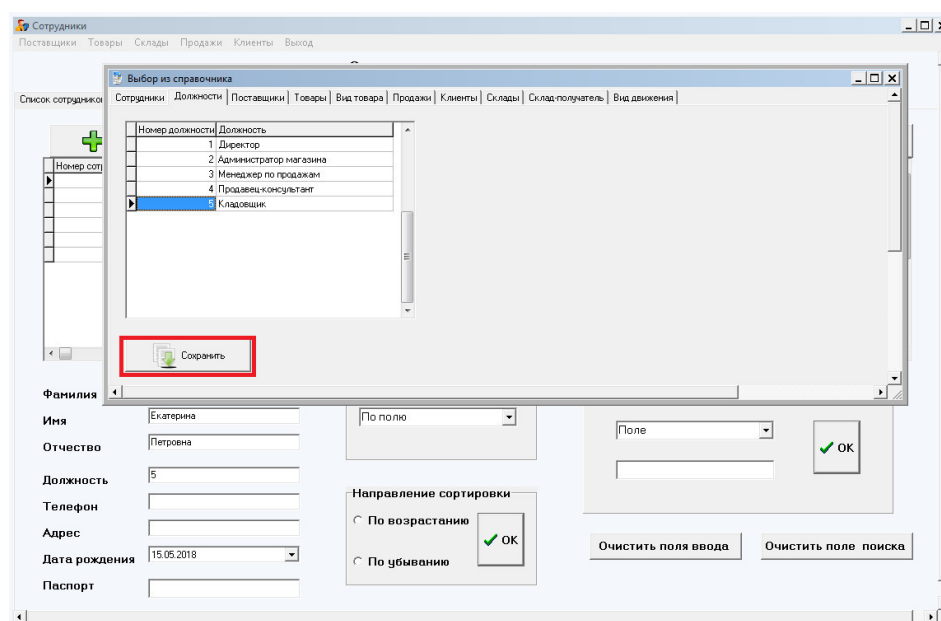 Сотрудники
Поставщики Товары Склады Продажи Клиенты Выход
Выбор из справочника
Список сотруднико
Сотрудники Должности Поставщики Товары Вид товара Продажи Клиенты Склады Склад-получатель Вид движения
Номер должности Должность
1 Директор
2 Администратор магазина
3 Менеджер по продажам
4 Продавец-консультант
5 Кладовщик
Номер сотр
Сохранить
Фамилия
Имя Екатерина
Отчество Петровна
Должность 5
Телефон
Адрес
Дата рождения 15.05.2018
Паспорт
По полю
Направление сортировки
По возрастанию
По убыванию
OK
Поле
OK
Очистить поля ввода Очистить поле поиска